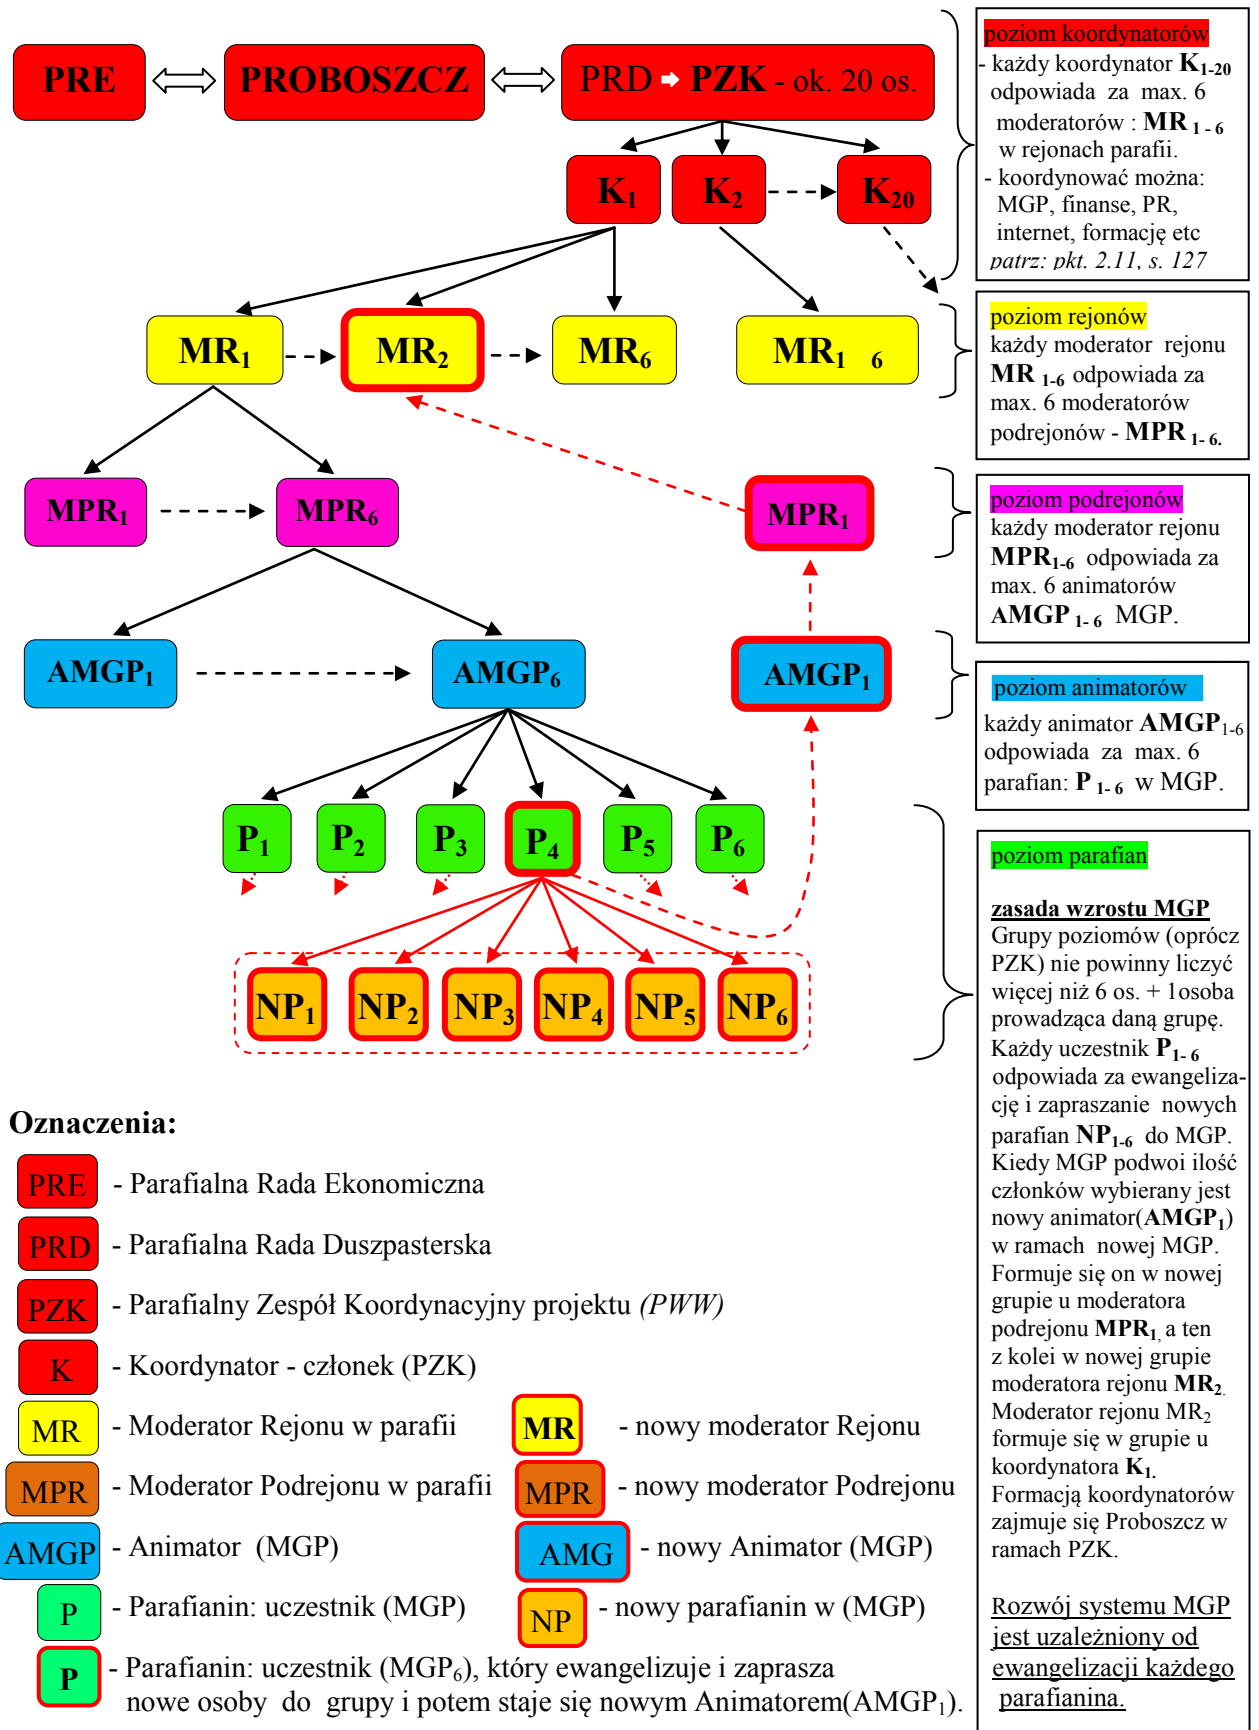 PRE
PROBOSZCZ
PRD ➡ PZK - ok. 20 os.
K1
K2
K20
poziom koordynatorów
- każdy koordynator K1-20
odpowiada za max. 6
moderatorów : MR 1 - 6
w rejonach parafii.
- koordynować można:
MGP, finanse, PR,
internet, formację etc
patrz: pkt. 2.11, s. 127
MR1
MR2
MR6
MR1 6
poziom rejonów
każdy moderator rejonu
MR 1-6 odpowiada za
max. 6 moderatorów
podrejonów - MPR 1- 6.
MPR1
MPR6
MPR1
poziom podrejonów
każdy moderator rejonu
MPR1-6 odpowiada za
max. 6 animatorów
AMGP 1- 6 MGP.
AMGP1
AMGP6
AMGP1
poziom animatorów
każdy animator AMGP1-6
odpowiada za max. 6
parafian: P 1- 6 w MGP.
P1
P2
P3
P4
P5
P6
NP1
NP2
NP3
NP4
NP5
NP6
poziom parafian
zasada wzrostu MGP
Grupy poziomów (oprócz
PZK) nie powinny liczyć
więcej niż 6 os. + 1osoba
prowadząca daną grupę.
Każdy uczestnik P1- 6
odpowiada za ewangeliza-
cję i zapraszanie nowych
parafian NP1-6 do MGP.
Kiedy MGP podwoi ilość
członków wybierany jest
nowy animator(AMGP1)
w ramach nowej MGP.
Formuje się on w nowej
grupie u moderatora
podrejonu MPR1, a ten
z kolei w nowej grupie
moderatora rejonu MR2.
Moderator rejonu MR2
formuje się w grupie u
koordynatora K1.
Formacją koordynatorów
zajmuje się Proboszcz w
ramach PZK.
Rozwój systemu MGP
jest uzależniony od
ewangelizacji każdego
parafianina.
Oznaczenia:
PRE - Parafialna Rada Ekonomiczna
PRD - Parafialna Rada Duszpasterska
PZK - Parafialny Zespół Koordynacyjny projektu (PWW)
K - Koordynator - członek (PZK)
MR - Moderator Rejonu w parafii
MR - nowy moderator Rejonu
MPR - Moderator Podrejonu w parafii
MPR - nowy moderator Podrejonu
AMGP - Animator (MGP)
AMG - nowy Animator (MGP)
P - Parafianin: uczestnik (MGP)
NP - nowy parafianin w (MGP)
P - Parafianin: uczestnik (MGP6), który ewangelizuje i zaprasza
nowe osoby do grupy i potem staje się nowym Animatorem(AMGP1).